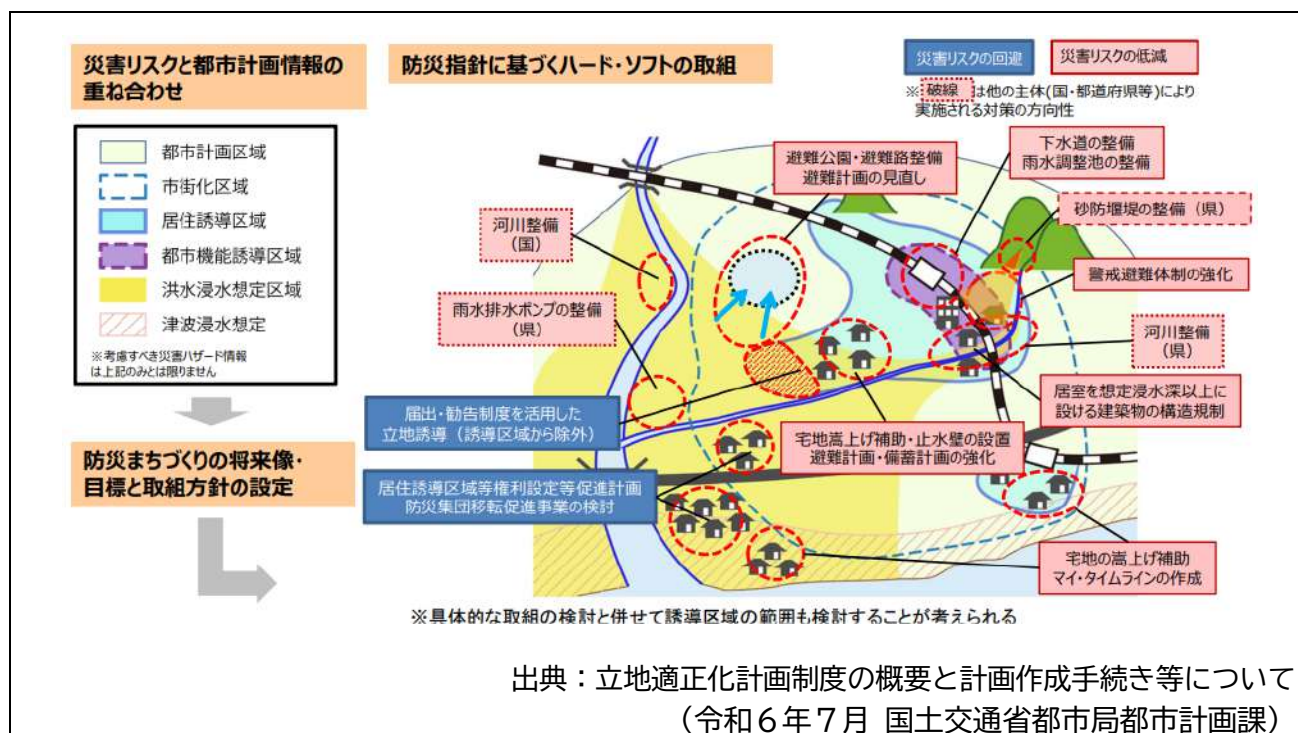 災害リスクと都市計画情報の
重ね合わせ
都市計画区域
市街化区域
居住誘導区域
都市機能誘導区域
洪水浸水想定区域
津波浸水想定
※考慮すべき災害ハザード情報
は上記のみとは限りません
防災まちづくりの将来像・
目標と取組方針の設定
防災指針に基づくハード・ソフトの取組
災害リスクの回避
災害リスクの低減
※ 破線 は他の主体(国・都道府県等)により
実施される対策の方向性
避難公園・避難路整備
避難計画の見直し
下水道の整備
雨水調整池の整備
砂防堰堤の整備（県）
河川整備
（国）
警戒避難体制の強化
雨水排水ポンプの整備
（県）
河川整備
（県）
居室を想定浸水深以上に
設ける建築物の構造規制
届出・勧告制度を活用した
立地誘導（誘導区域から除外）
宅地嵩上げ補助・止水壁の設置
避難計画・備蓄計画の強化
居住誘導区域等権利設定等促進計画
防災集団移転促進事業の検討
宅地の嵩上げ補助
マイ・タイムラインの作成
※具体的な取組の検討と併せて誘導区域の範囲も検討することが考えられる
出典：立地適正化計画制度の概要と計画作成手続き等について
（令和６年７月 国土交通省都市局都市計画課）